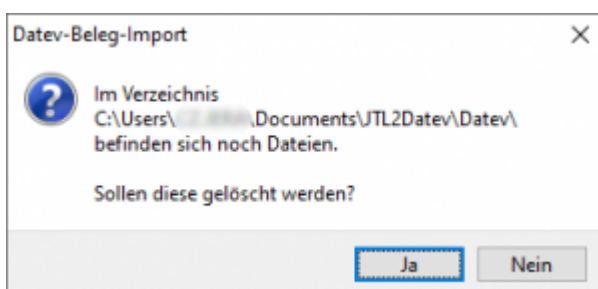 Datev-Beleg-Import
Im Verzeichnis
C:\Users\ \Documents\JTL2Datev\Datev\
befinden sich noch Dateien.
Sollen diese gelöscht werden?
Ja
Nein